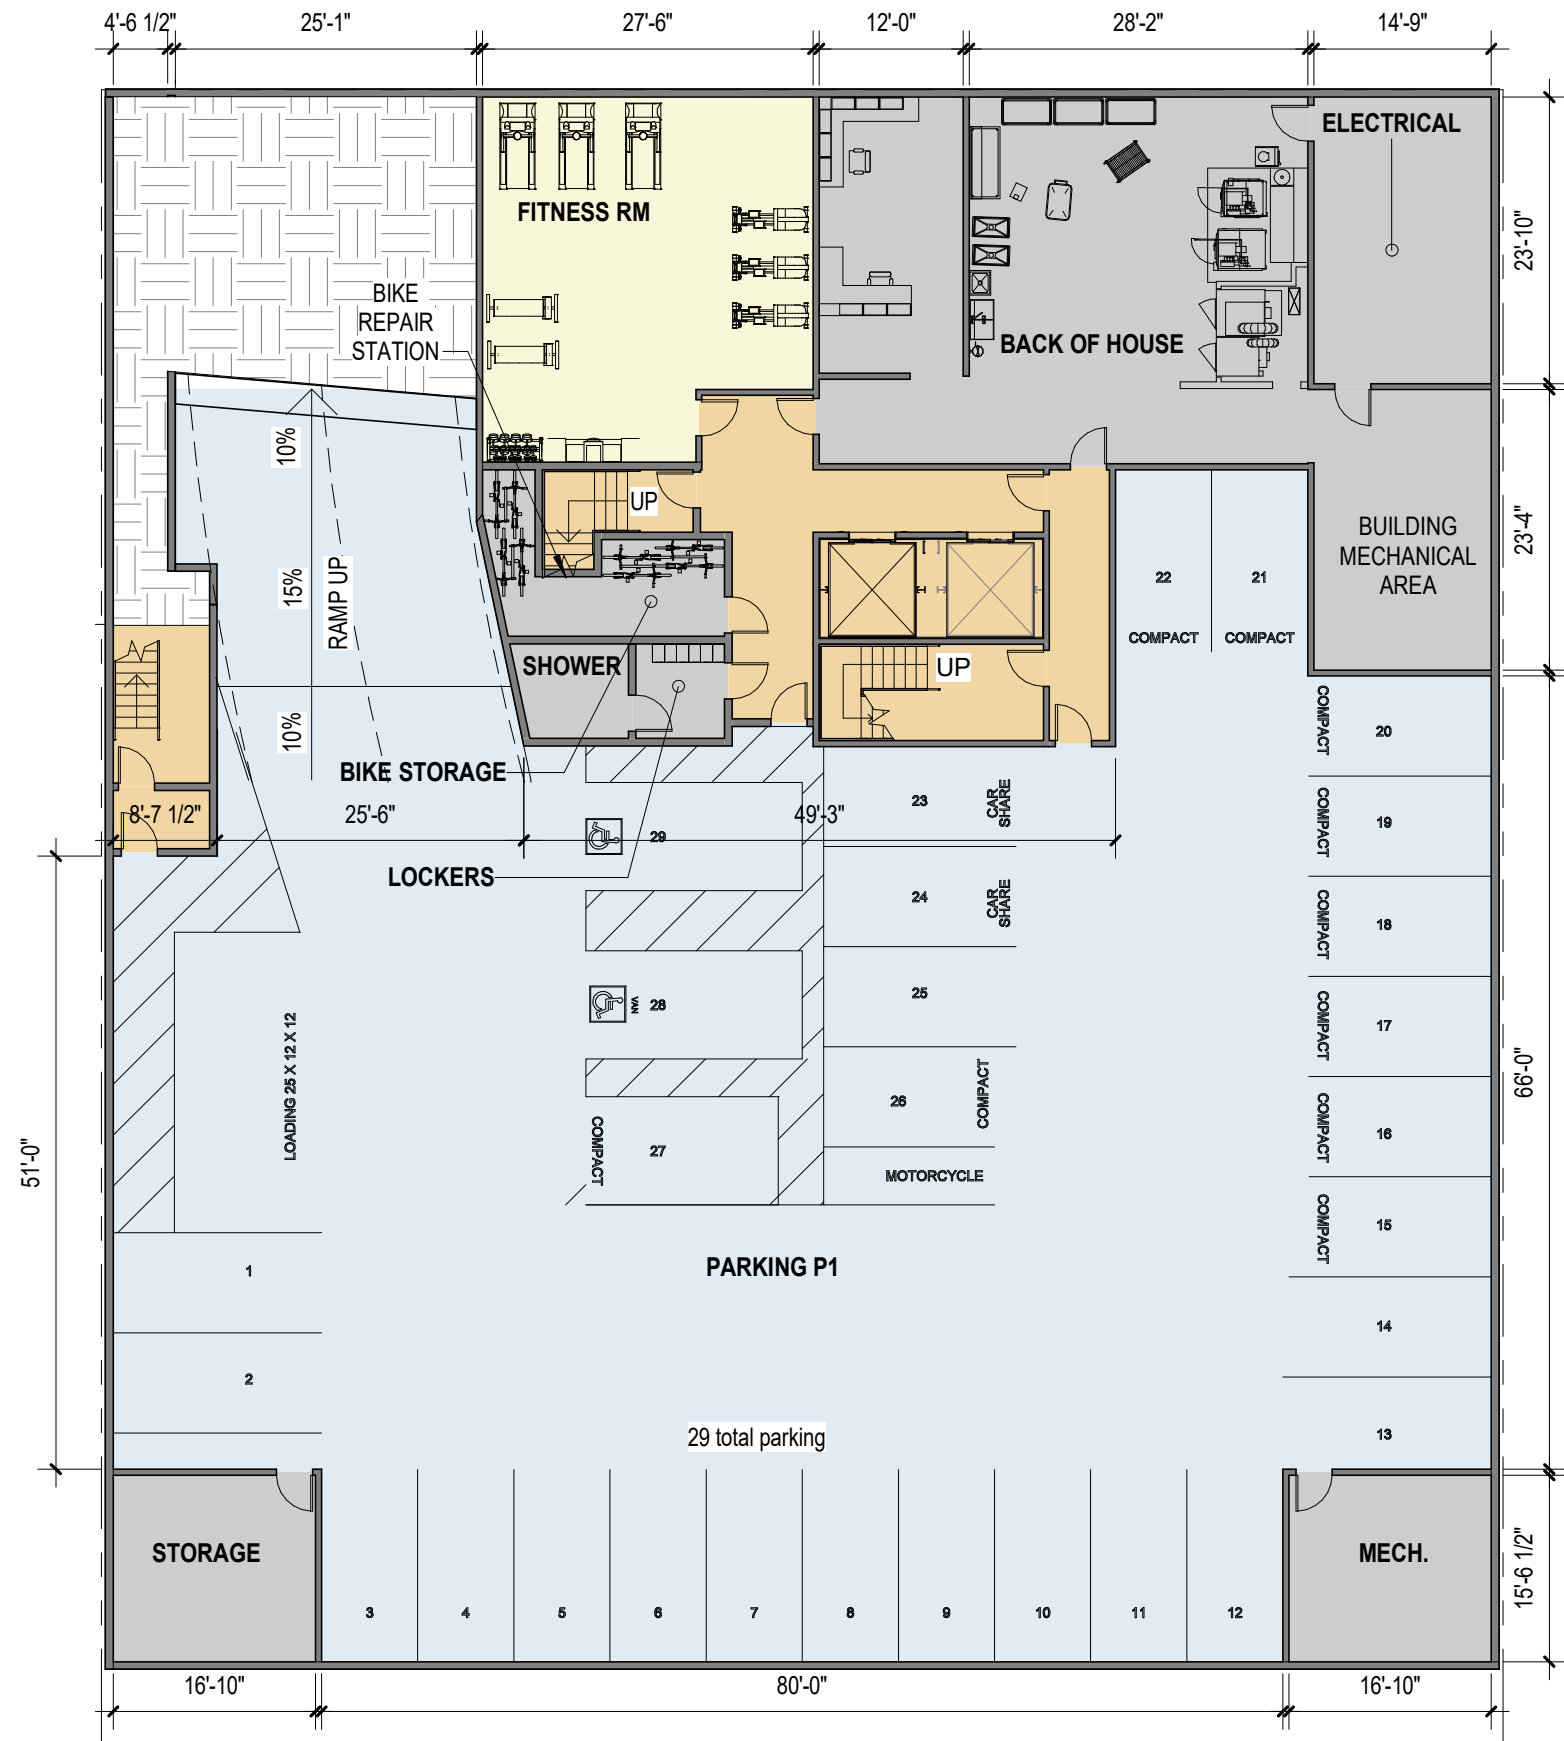 4'-6 1/2"
25'-1"
27'-6"
12'-0"
28'-2"
14'-9"
ELECTRICAL
FITNESS RM
23'-10"
BIKE
REPAIR
STATION
BACK OF HOUSE
10%
UP
BUILDING
MECHANICAL
AREA
23'-4"
15%
RAMP UP
22
21
COMPACT
COMPACT
SHOWER
UP
10%
COMPACT
20
BIKE STORAGE
8'-7 1/2"
25'-6"
49'-3"
23
CAR
SHARE
COMPACT
19
29
LOCKERS
24
CAR
SHARE
COMPACT
18
25
28
VAN
COMPACT
17
LOADING 25 X 12 X 12
66'-0"
26
COMPACT
COMPACT
16
51'-0"
COMPACT
27
MOTORCYCLE
COMPACT
15
1
PARKING P1
14
2
29 total parking
13
STORAGE
MECH.
15'-6 1/2"
3
4
5
6
7
8
9
10
11
12
16'-10"
80'-0"
16'-10"